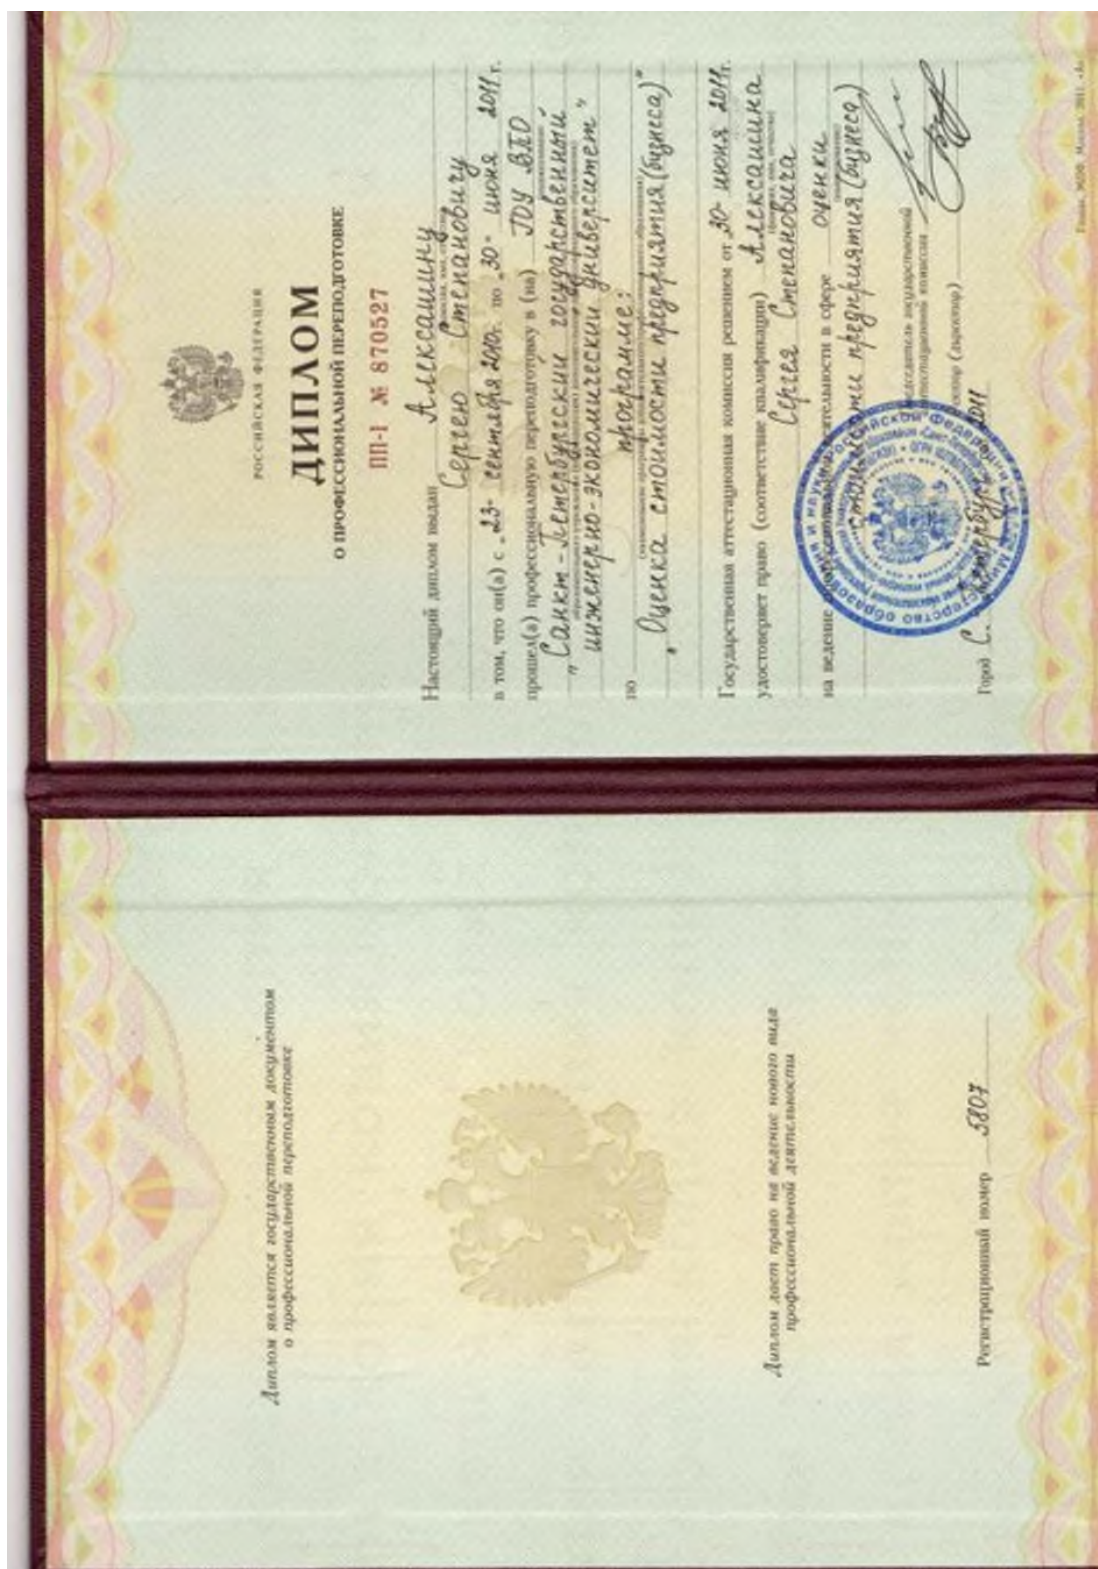 Диплом является государственным документом
о профессиональной переподготовке
Диплом дает право на ведение нового вида
профессиональной деятельности
Регистрационный номер 5807
РОССИЙСКАЯ ФЕДЕРАЦИЯ
ДИПЛОМ
О ПРОФЕССИОНАЛЬНОЙ ПЕРЕПОДГОТОВКЕ
ПП-I № 870527
Настоящий диплом выдан Алексашину
Сергею Степановичу
в том, что он(а) с „23“ сентября 2010 г. по „30“ июня 2011 г.
прошел(а) профессиональную переподготовку в (на) ГОУ ВПО
"Санкт-Петербургский государственный
инженерно-экономический университет"
по программе:
"Оценка стоимости предприятия (бизнеса)"
Государственная аттестационная комиссия решением от „30“ июня 2011 г.
удостоверяет право (соответствие квалификации) Алексашина
Сергея Степановича
на ведение профессиональной деятельности в сфере оценки
стоимости предприятия (бизнеса)
Председатель государственной
аттестационной комиссии
Ректор (директор)
Город С.-Петербург 2011